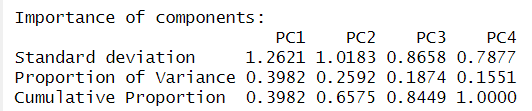 Importance of components:
PC1 PC2 PC3 PC4
Standard deviation 1.2621 1.0183 0.8658 0.7877
Proportion of Variance 0.3982 0.2592 0.1874 0.1551
Cumulative Proportion 0.3982 0.6575 0.8449 1.0000